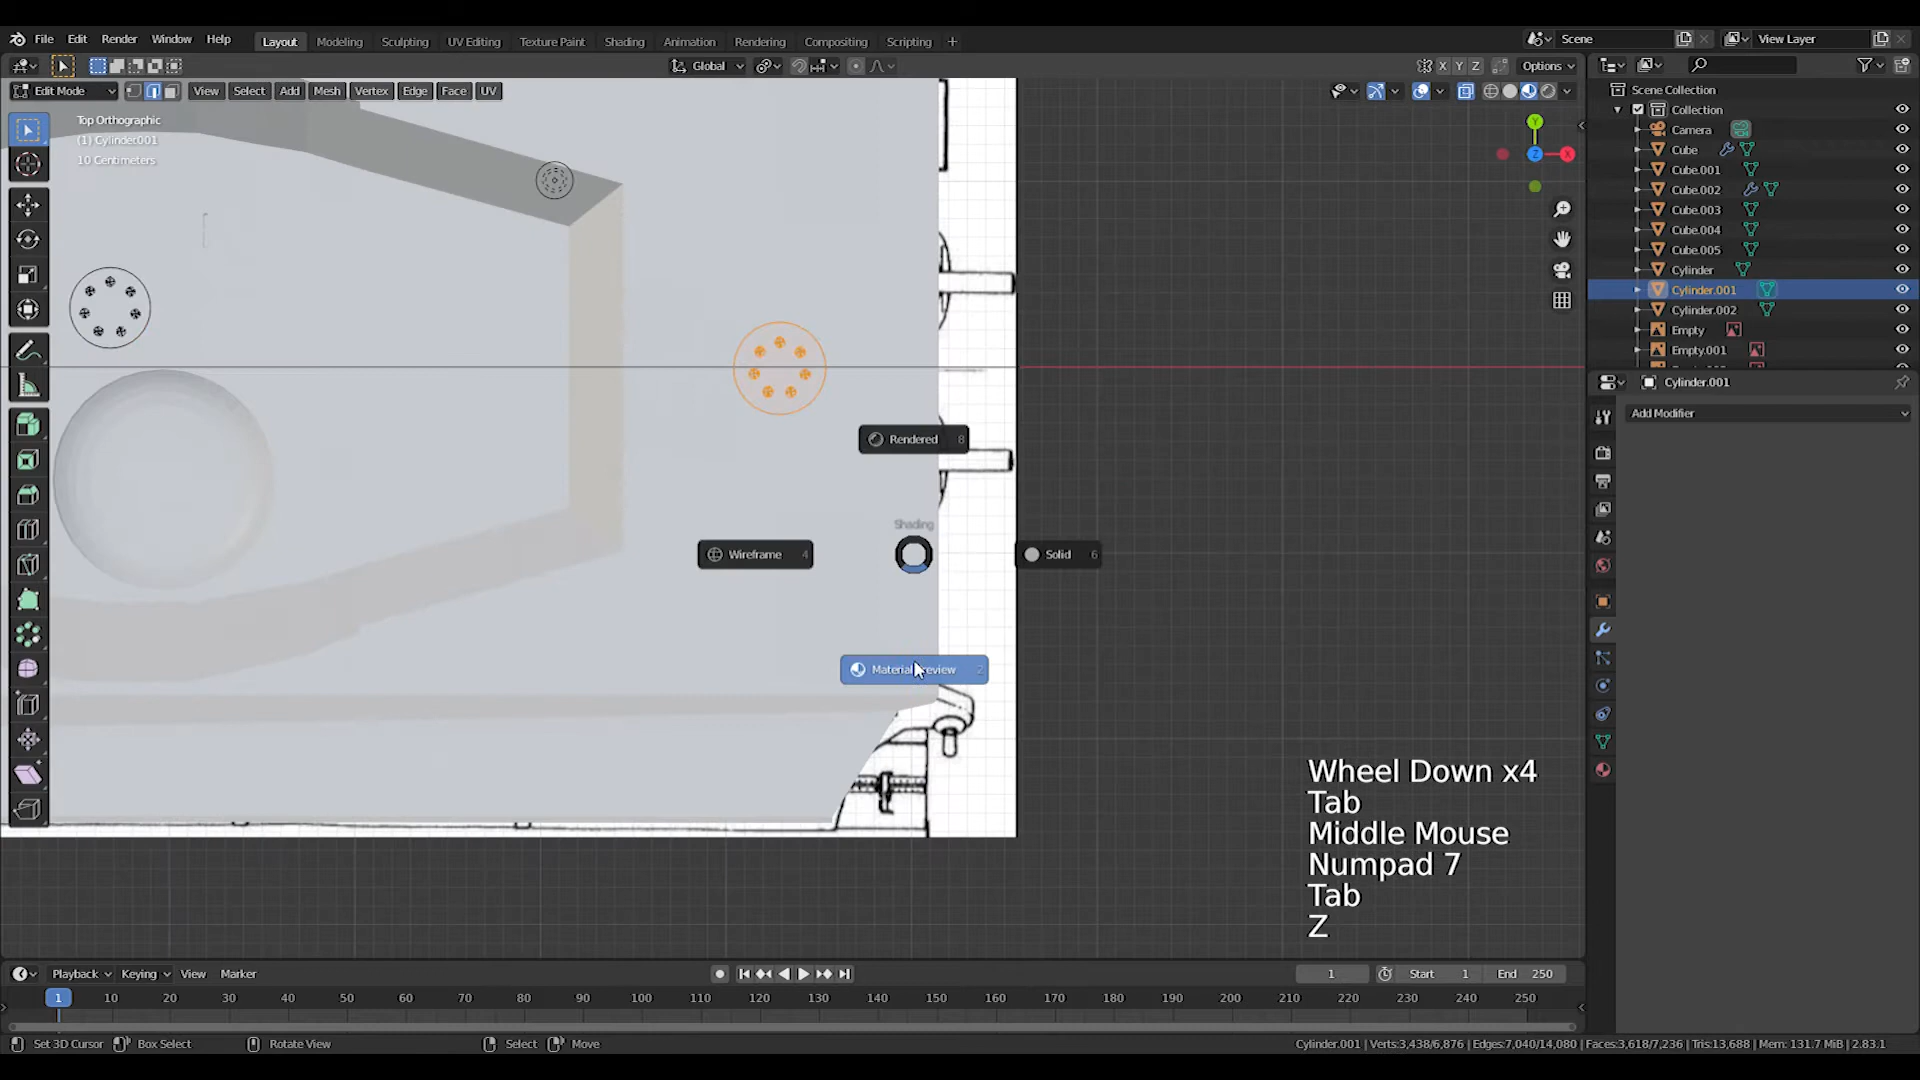 File Edit Render Window Help Layout Modeling Sculpting UV Editing Texture Paint Shading Animation Rendering Compositing Scripting + Scene View Layer
Global X Y Z Options
Edit Mode View Select Add Mesh Vertex Edge Face UV
Top Orthographic
(1) Cylinder.001
10 Centimeters
Y
Z
X
Scene Collection
Collection
Camera
Cube
Cube.001
Cube.002
Cube.003
Cube.004
Cube.005
Cylinder
Cylinder.001
Cylinder.002
Empty
Empty.001
Cylinder.001
Add Modifier
Rendered 8
Shading
Wireframe 4
Solid 6
Material Preview 2
Wheel Down x4
Tab
Middle Mouse
Numpad 7
Tab
Z
Playback Keying View Marker 1 Start 1 End 250
1 10 20 30 40 50 60 70 80 90 100 110 120 130 140 150 160 170 180 190 200 210 220 230 240 250
Set 3D Cursor Box Select Rotate View Select Move Cylinder.001 | Verts:3,438/6,876 | Edges:7,040/14,080 | Faces:3,618/7,236 | Tris:13,688 | Mem: 131.7 MiB | 2.83.1